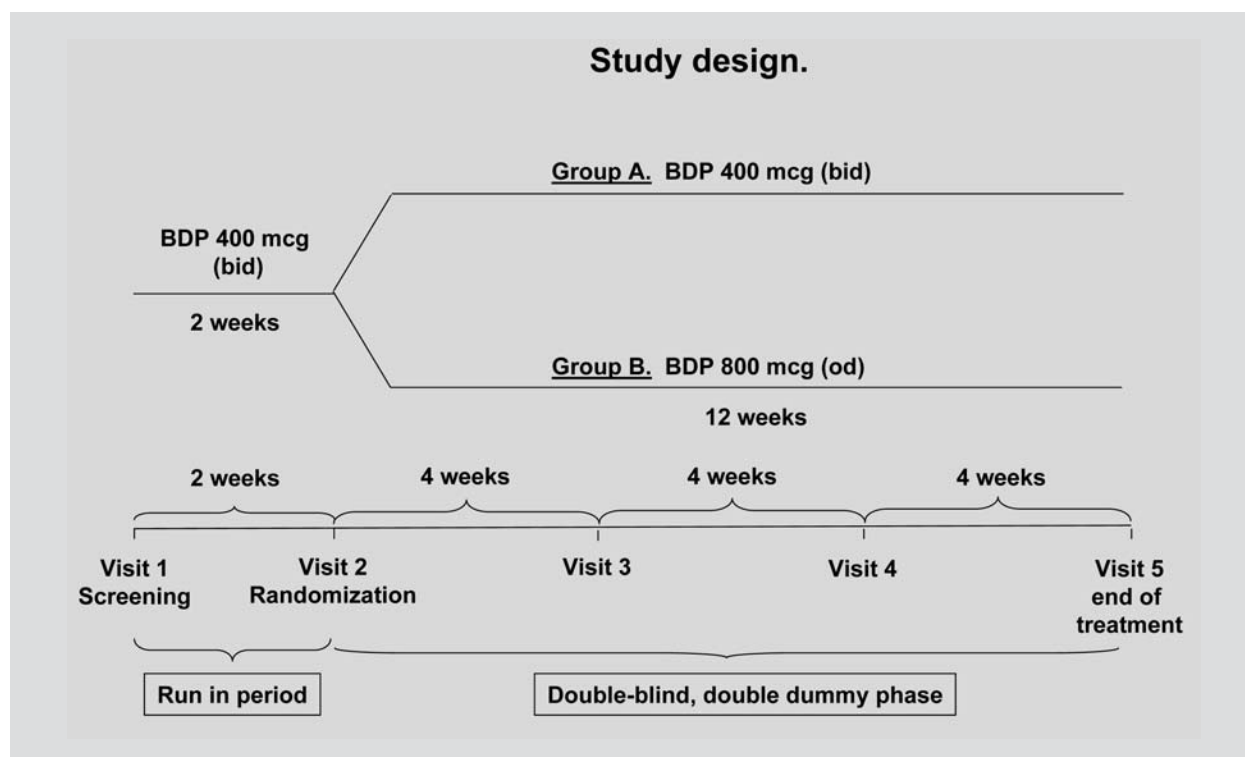 Study design.
Group A. BDP 400 mcg (bid)
BDP 400 mcg
(bid)
2 weeks
Group B. BDP 800 mcg (od)
12 weeks
2 weeks
4 weeks
4 weeks
4 weeks
Visit 1
Screening
Visit 2
Randomization
Visit 3
Visit 4
Visit 5
end of
treatment
Run in period
Double-blind, double dummy phase